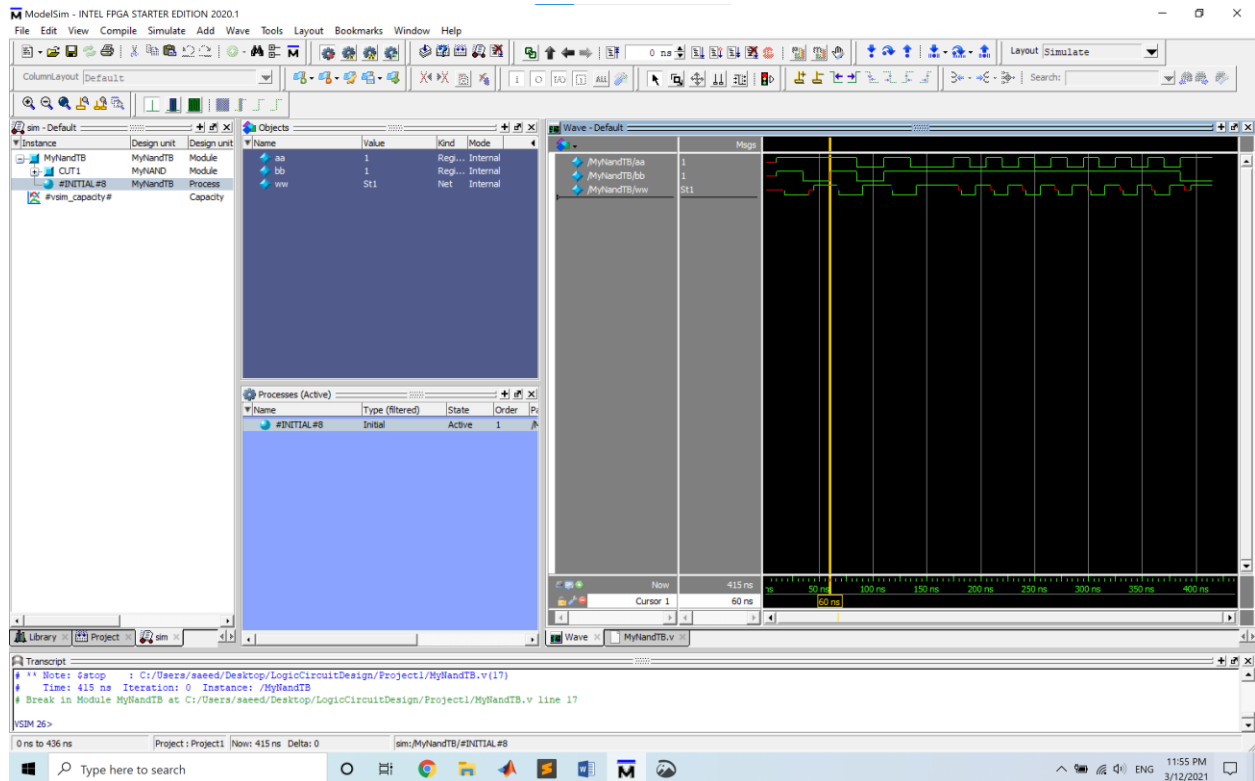 ModelSim - INTEL FPGA STARTER EDITION 2020.1
File Edit View Compile Simulate Add Wave Tools Layout Bookmarks Window Help
0 ns
Layout Simulate
ColumnLayout Default
Search:
sim - Default
Instance Design unit Design unit
MyNandTB MyNandTB Module
CUT1 MyNAND Module
#INITIAL#8 MyNandTB Process
#vsim_capacity# Capacity
Objects
Name Value Kind Mode
aa 1 Regi... Internal
bb 1 Regi... Internal
ww St1 Net Internal
Processes (Active)
Name Type (filtered) State Order
#INITIAL#8 Initial Active 1
Wave - Default
Msgs
/MyNandTB/aa 1
/MyNandTB/bb 1
/MyNandTB/ww St1
Now 415 ns
50 ns 100 ns 150 ns 200 ns 250 ns 300 ns 350 ns 400 ns
Cursor 1 60 ns
60 ns
Library Project sim
Wave MyNandTB.v
Transcript
# ** Note: $stop : C:/Users/saeed/Desktop/LogicCircuitDesign/Project1/MyNandTB.v(17)
# Time: 415 ns Iteration: 0 Instance: /MyNandTB
# Break in Module MyNandTB at C:/Users/saeed/Desktop/LogicCircuitDesign/Project1/MyNandTB.v line 17
VSIM 26>
0 ns to 436 ns Project : Project1 Now: 415 ns Delta: 0 sim:/MyNandTB/#INITIAL#8
Type here to search
ENG
11:55 PM
3/12/2021